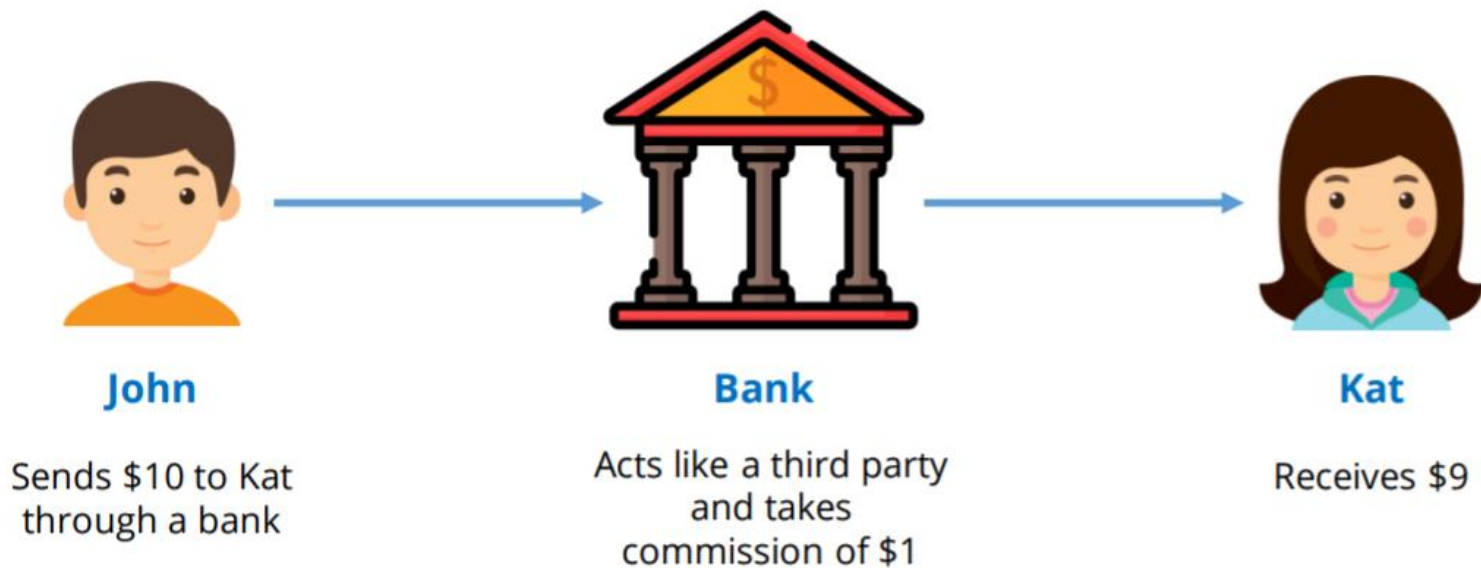 $
John
Sends $10 to Kat
through a bank
Bank
Acts like a third party
and takes
commission of $1
Kat
Receives $9